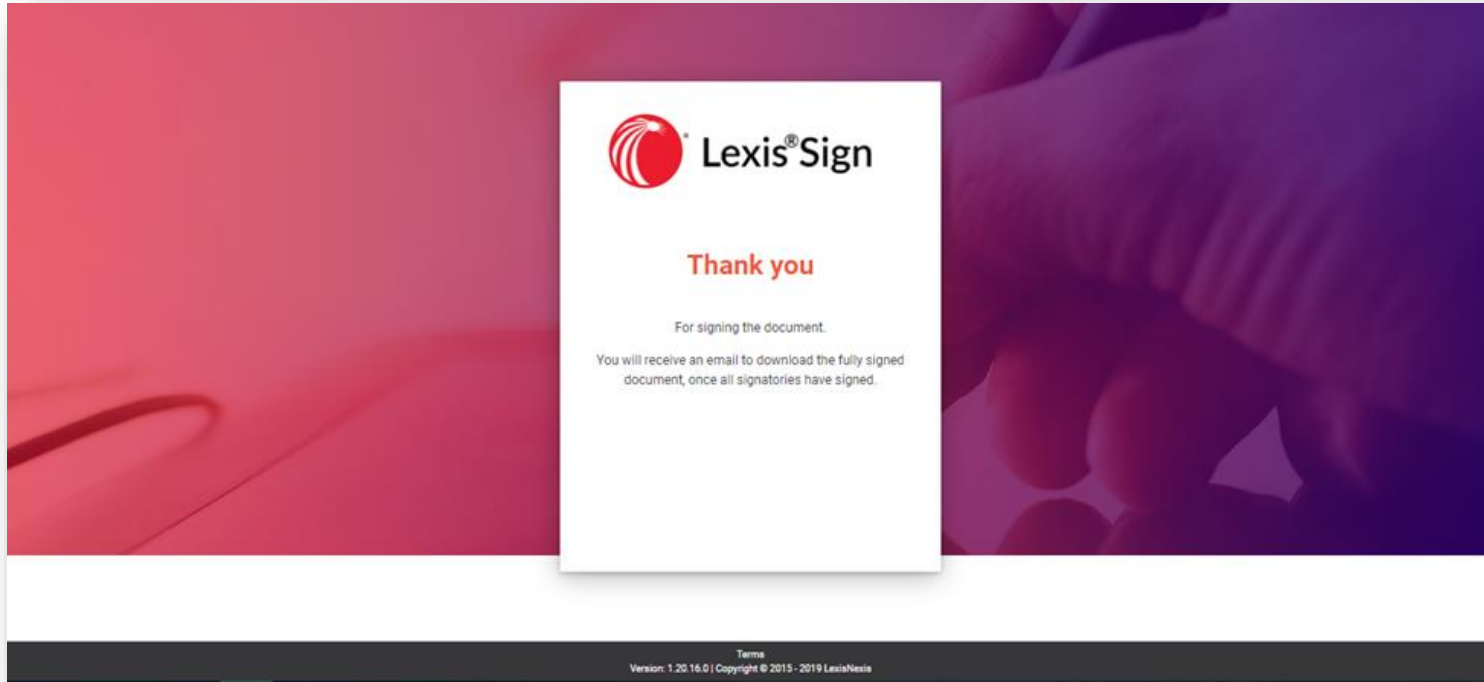 Lexis®Sign
Thank you
For signing the document.
You will receive an email to download the fully signed
document, once all signatories have signed.
Terms
Version: 1.20.16.0 | Copyright © 2015 - 2019 LexisNexis